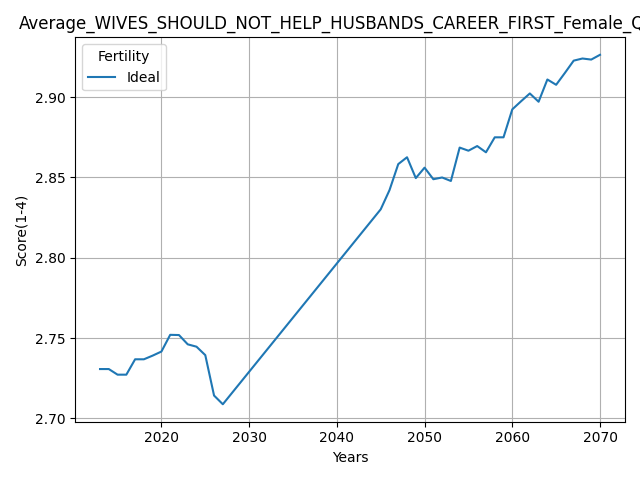 Average_WIVES_SHOULD_NOT_HELP_HUSBANDS_CAREER_FIRST_Female_Q
Fertility
Ideal
Score(1-4)
2.90
2.85
2.80
2.75
2.70
2020 2030 2040 2050 2060 2070
Years